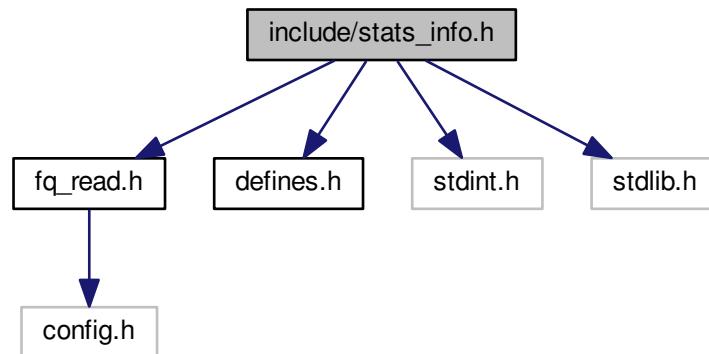 include/stats_info.h
fq_read.h
defines.h
stdint.h
stdlib.h
config.h